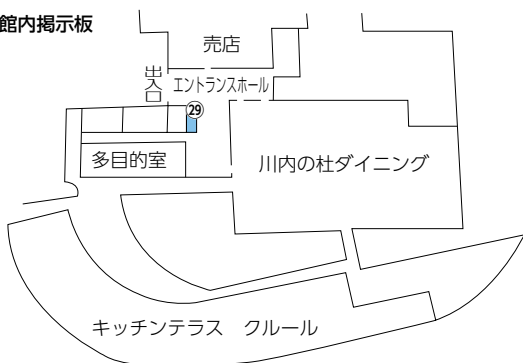 館内掲示板
売店
出入口
エントランスホール
29
多目的室
川内の杜ダイニング
キッチンテラス　クルール